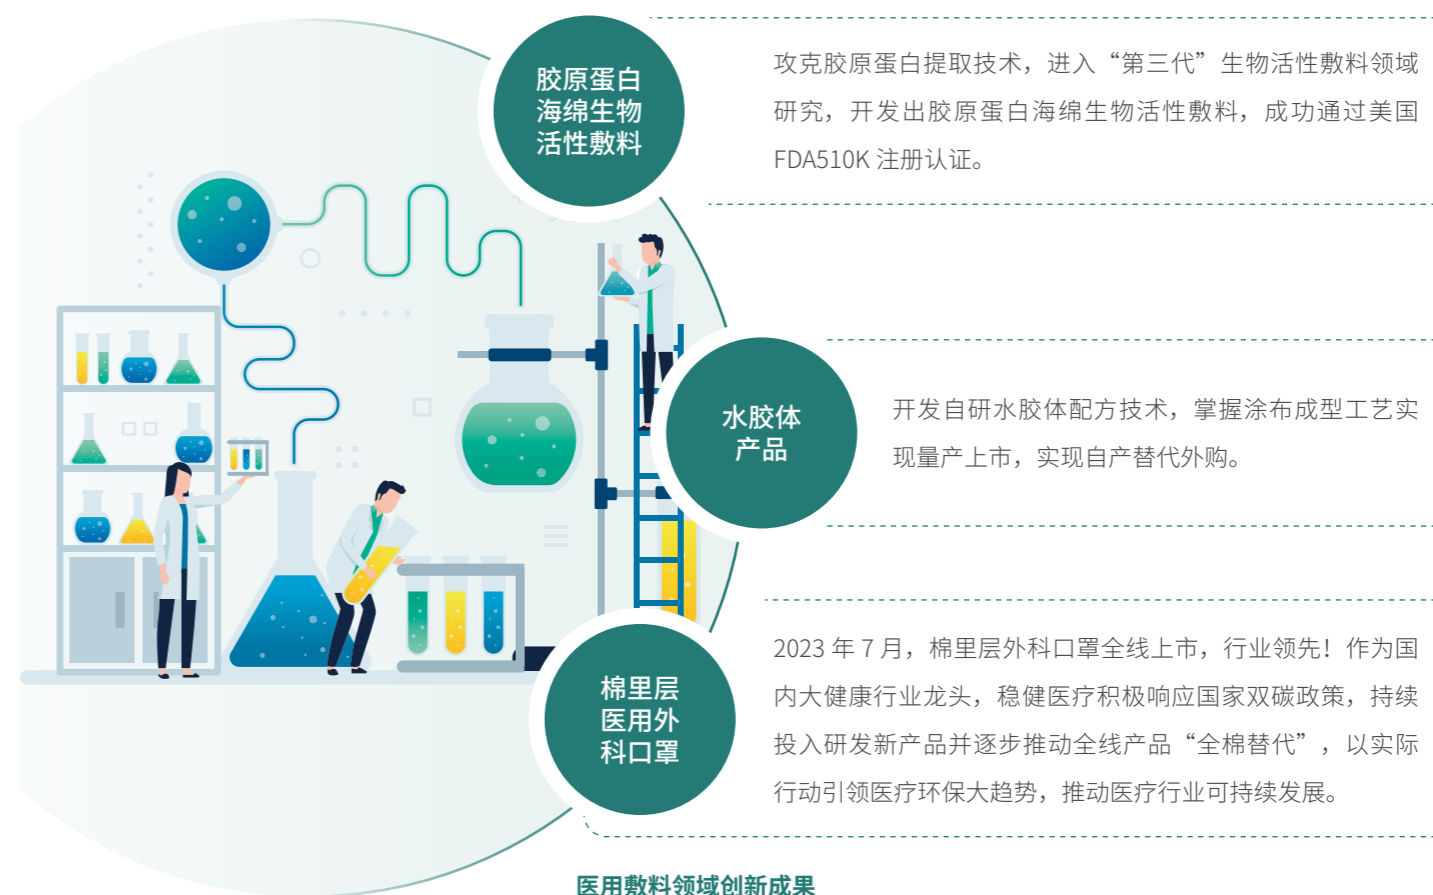 胶原蛋白
海绵生物
活性敷料
攻克胶原蛋白提取技术，进入“第三代”生物活性敷料领域
研究，开发出胶原蛋白海绵生物活性敷料，成功通过美国
FDA510K 注册认证。
水胶体
产品
开发自研水胶体配方技术，掌握涂布成型工艺实
现量产上市，实现自产替代外购。
棉里层
医用外
科口罩
2023 年 7 月，棉里层外科口罩全线上市，行业领先！作为国
内大健康行业龙头，稳健医疗积极响应国家双碳政策，持续
投入研发新产品并逐步推动全线产品“全棉替代”，以实际
行动引领医疗环保大趋势，推动医疗行业可持续发展。
医用敷料领域创新成果